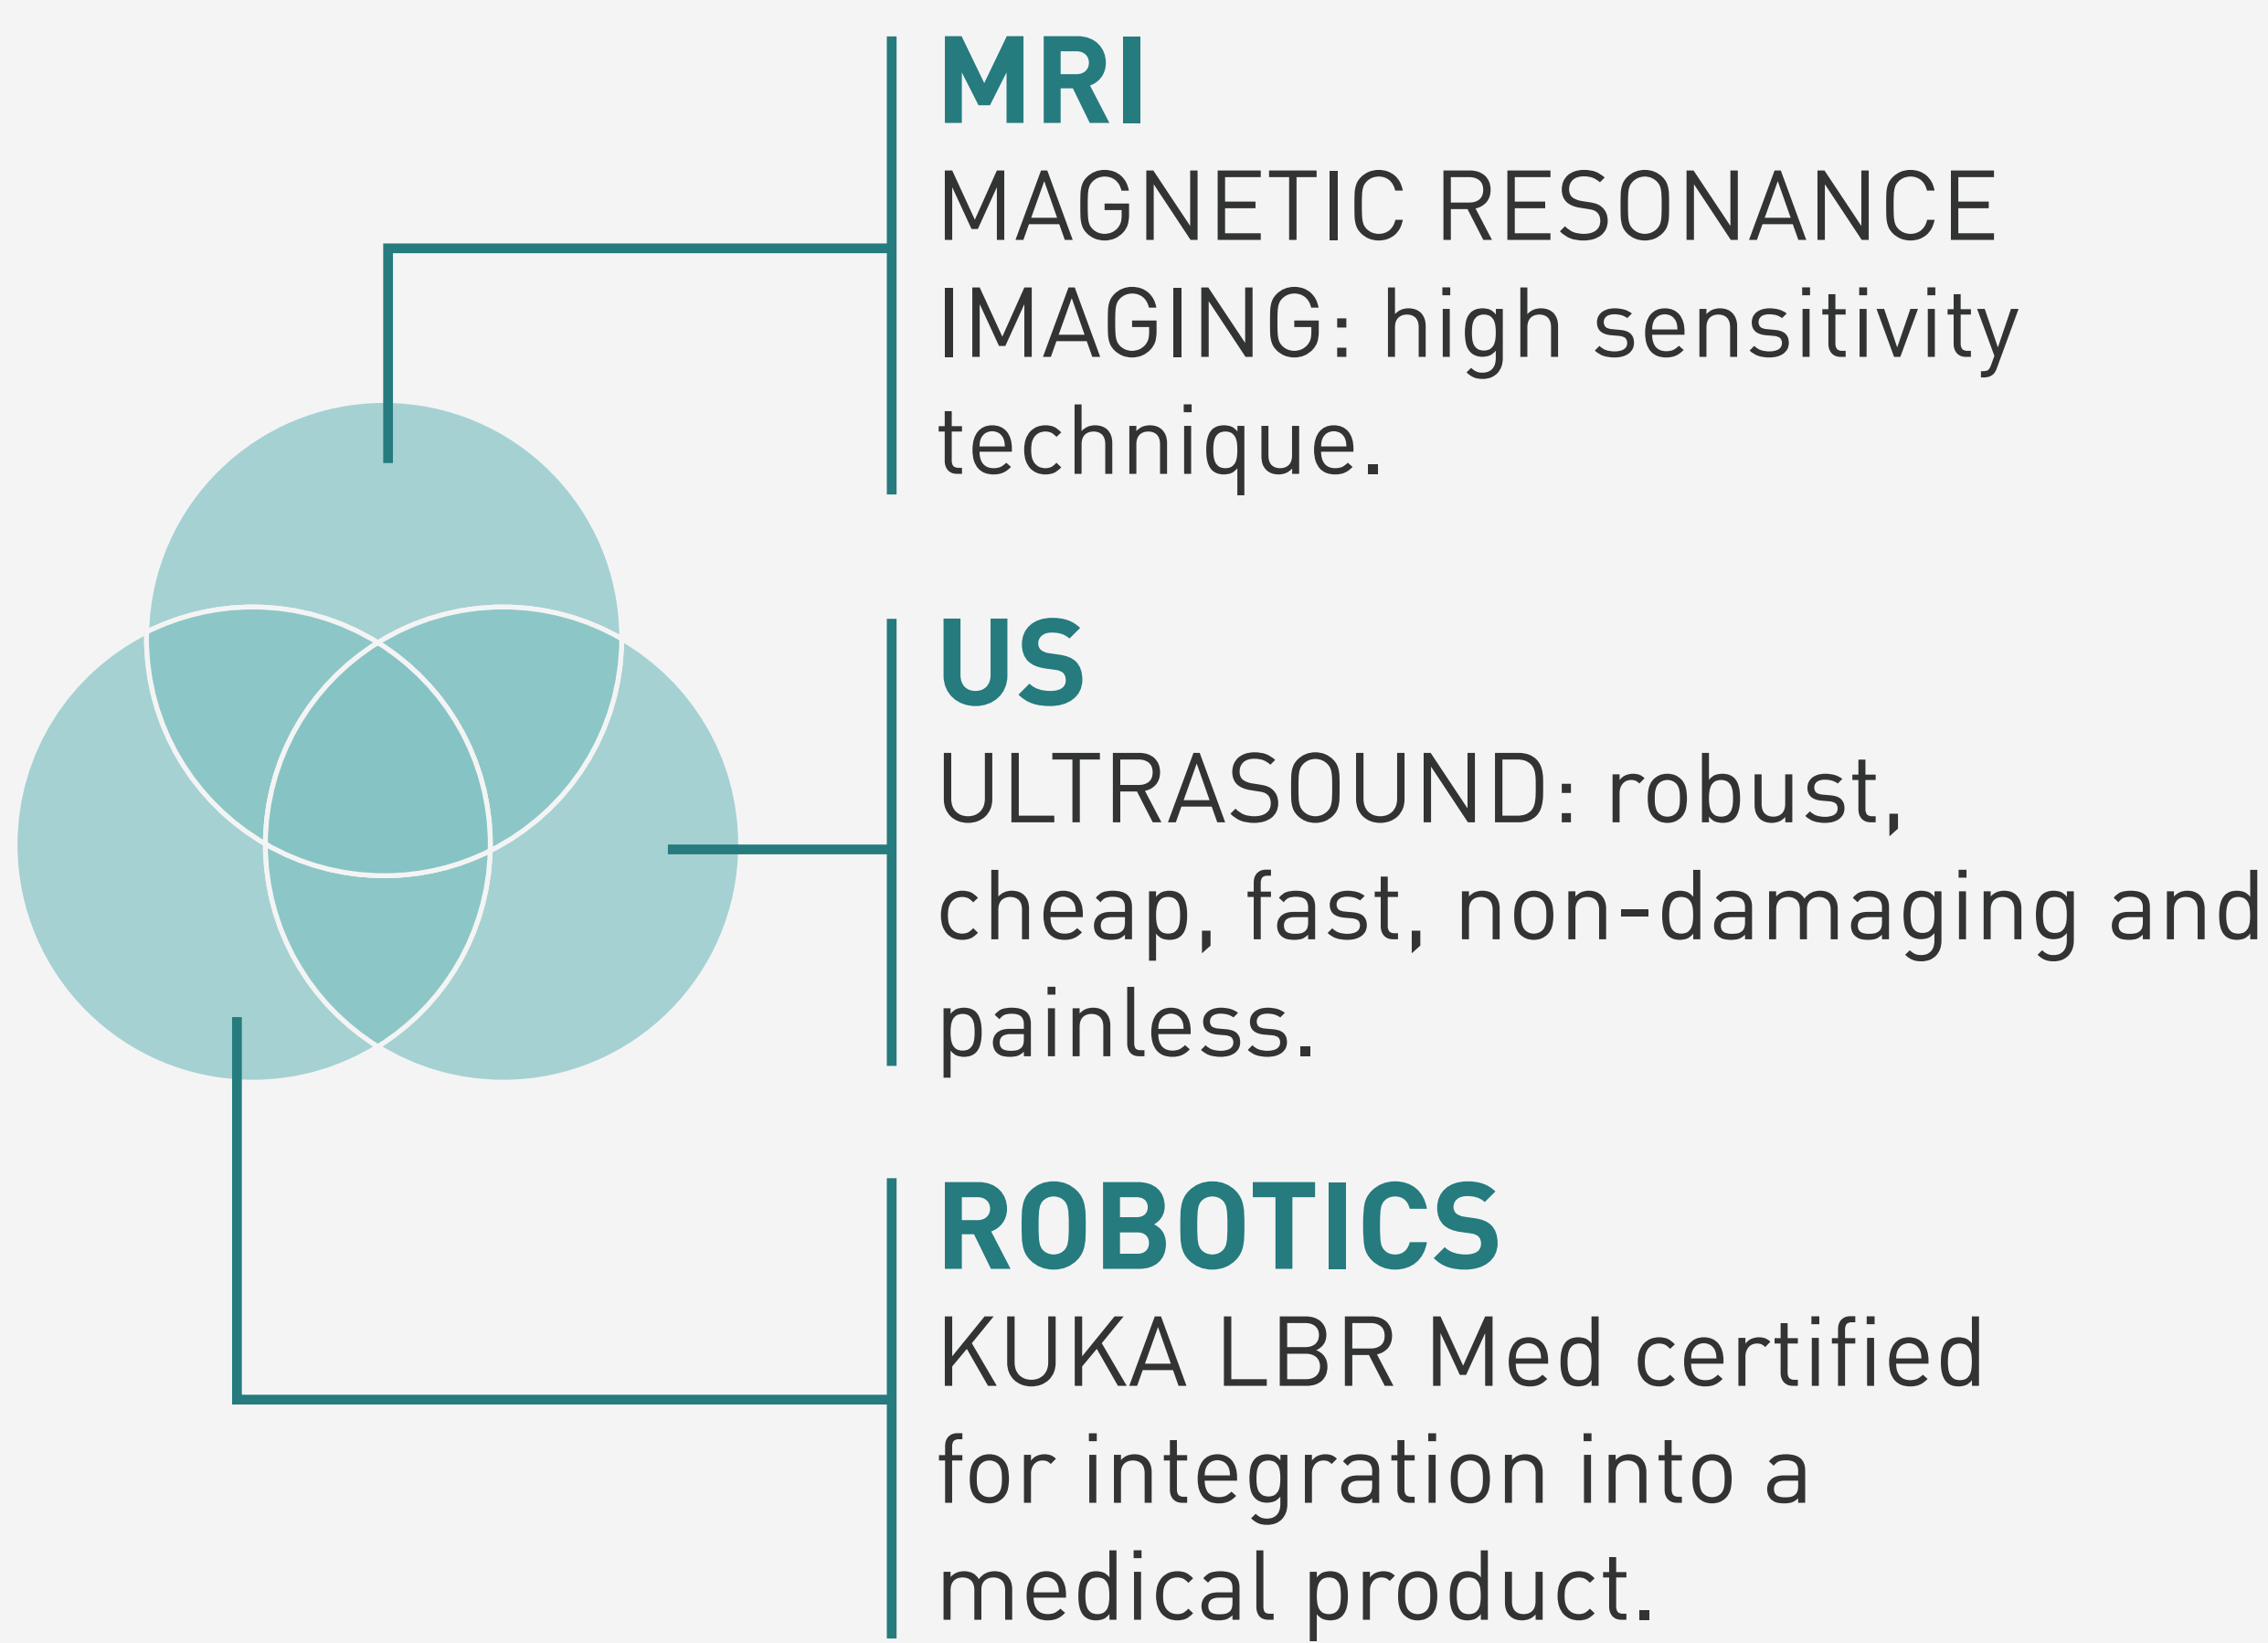 MRI
MAGNETIC RESONANCE
IMAGING: high sensitivity
technique.
US
ULTRASOUND: robust,
cheap, fast, non-damaging and
painless.
ROBOTICS
KUKA LBR Med certified
for integration into a
medical product.